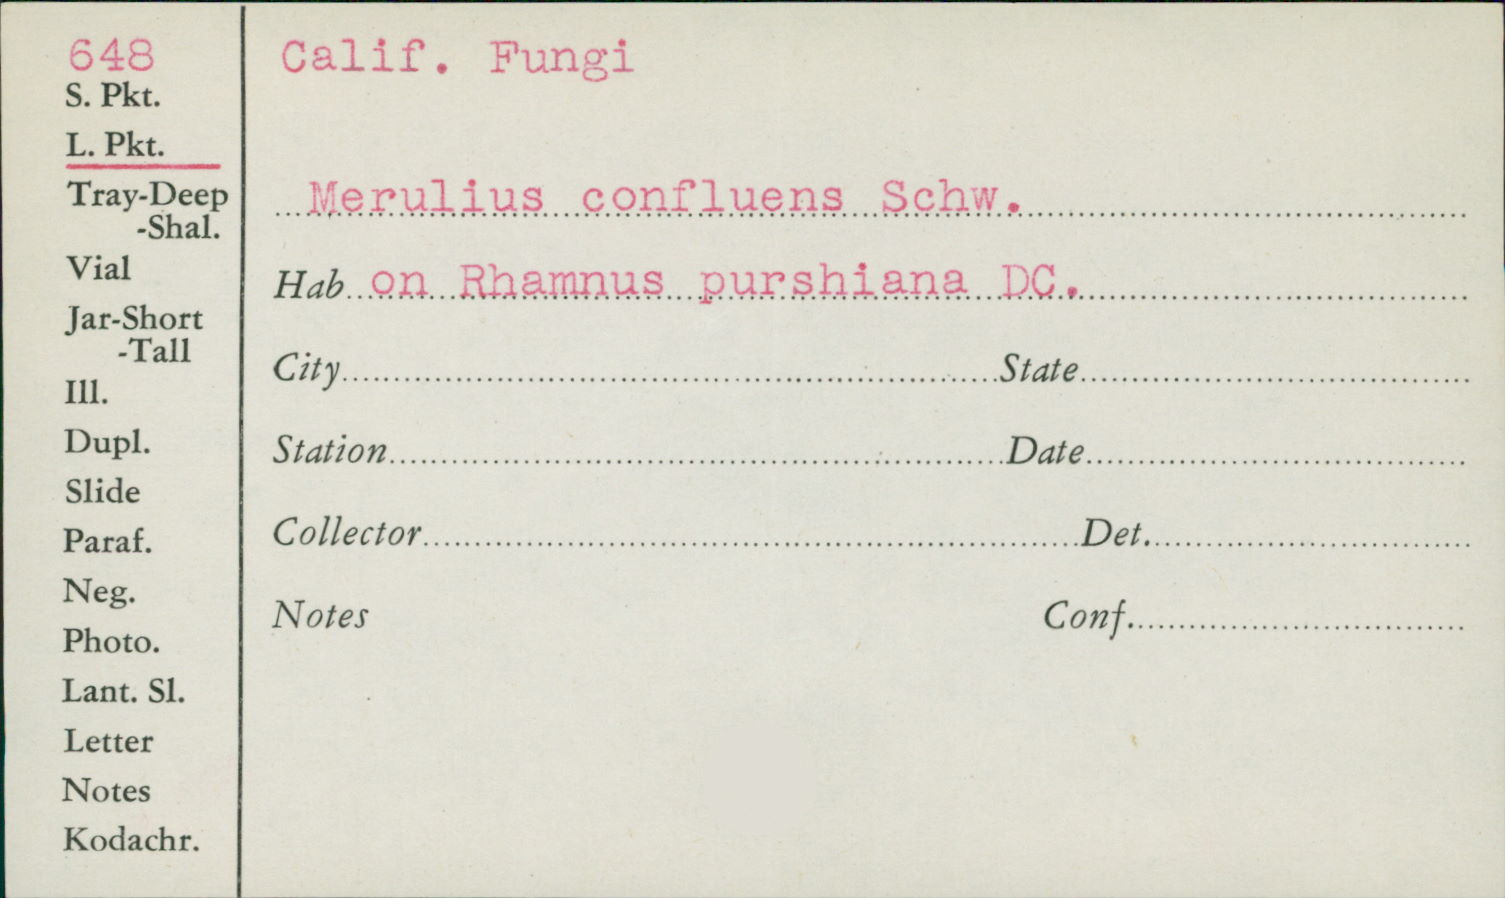 648
S. Pkt.
L. Pkt.
Tray-Deep
-Shal.
Vial
Jar-Short
-Tall
Ill.
Dupl.
Slide
Paraf.
Neg.
Photo.
Lant. Sl.
Letter
Notes
Kodachr.
Calif. Fungi
Merulius confluens Schw.
Hab on Rhamnus purshiana DC.
City State
Station Date
Collector Det.
Notes Conf.